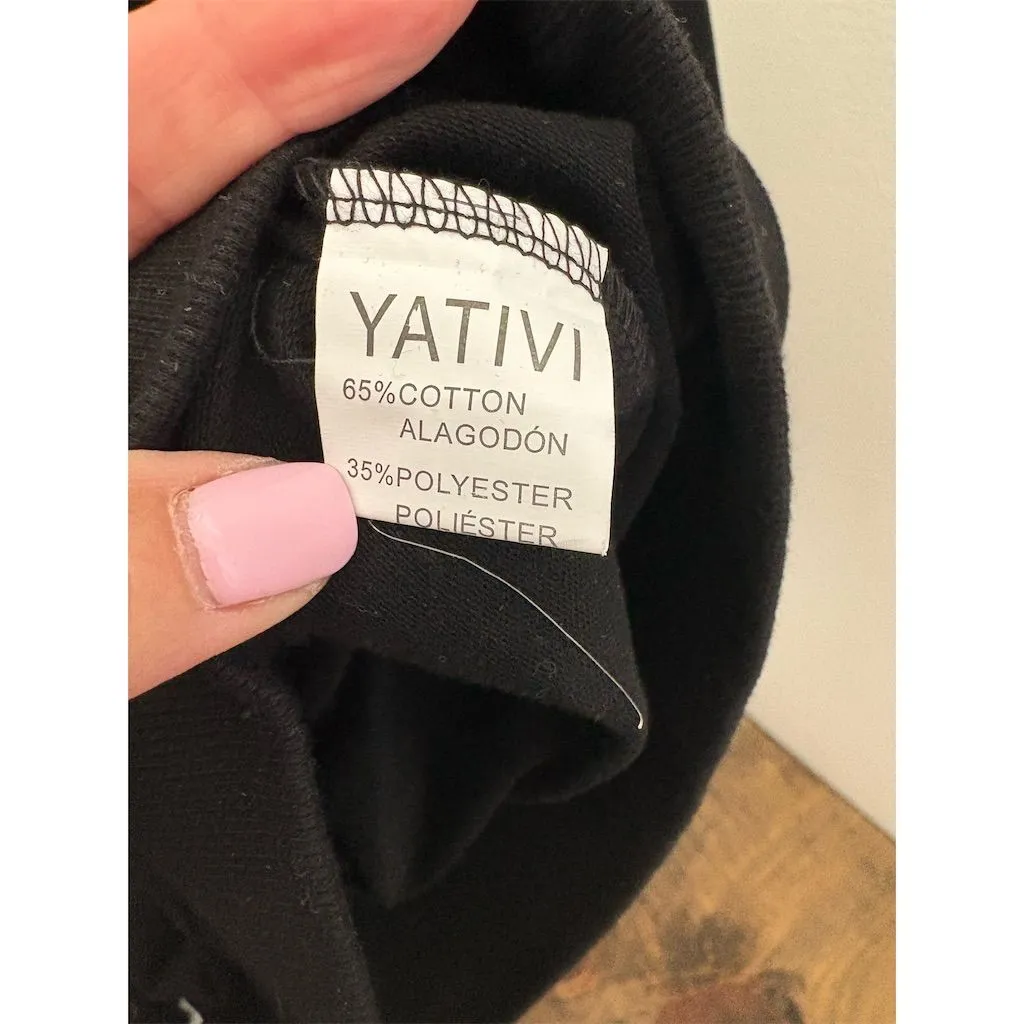 YATIVI
65%COTTON
ALAGODÓN
35%POLYESTER
POLIÉSTER